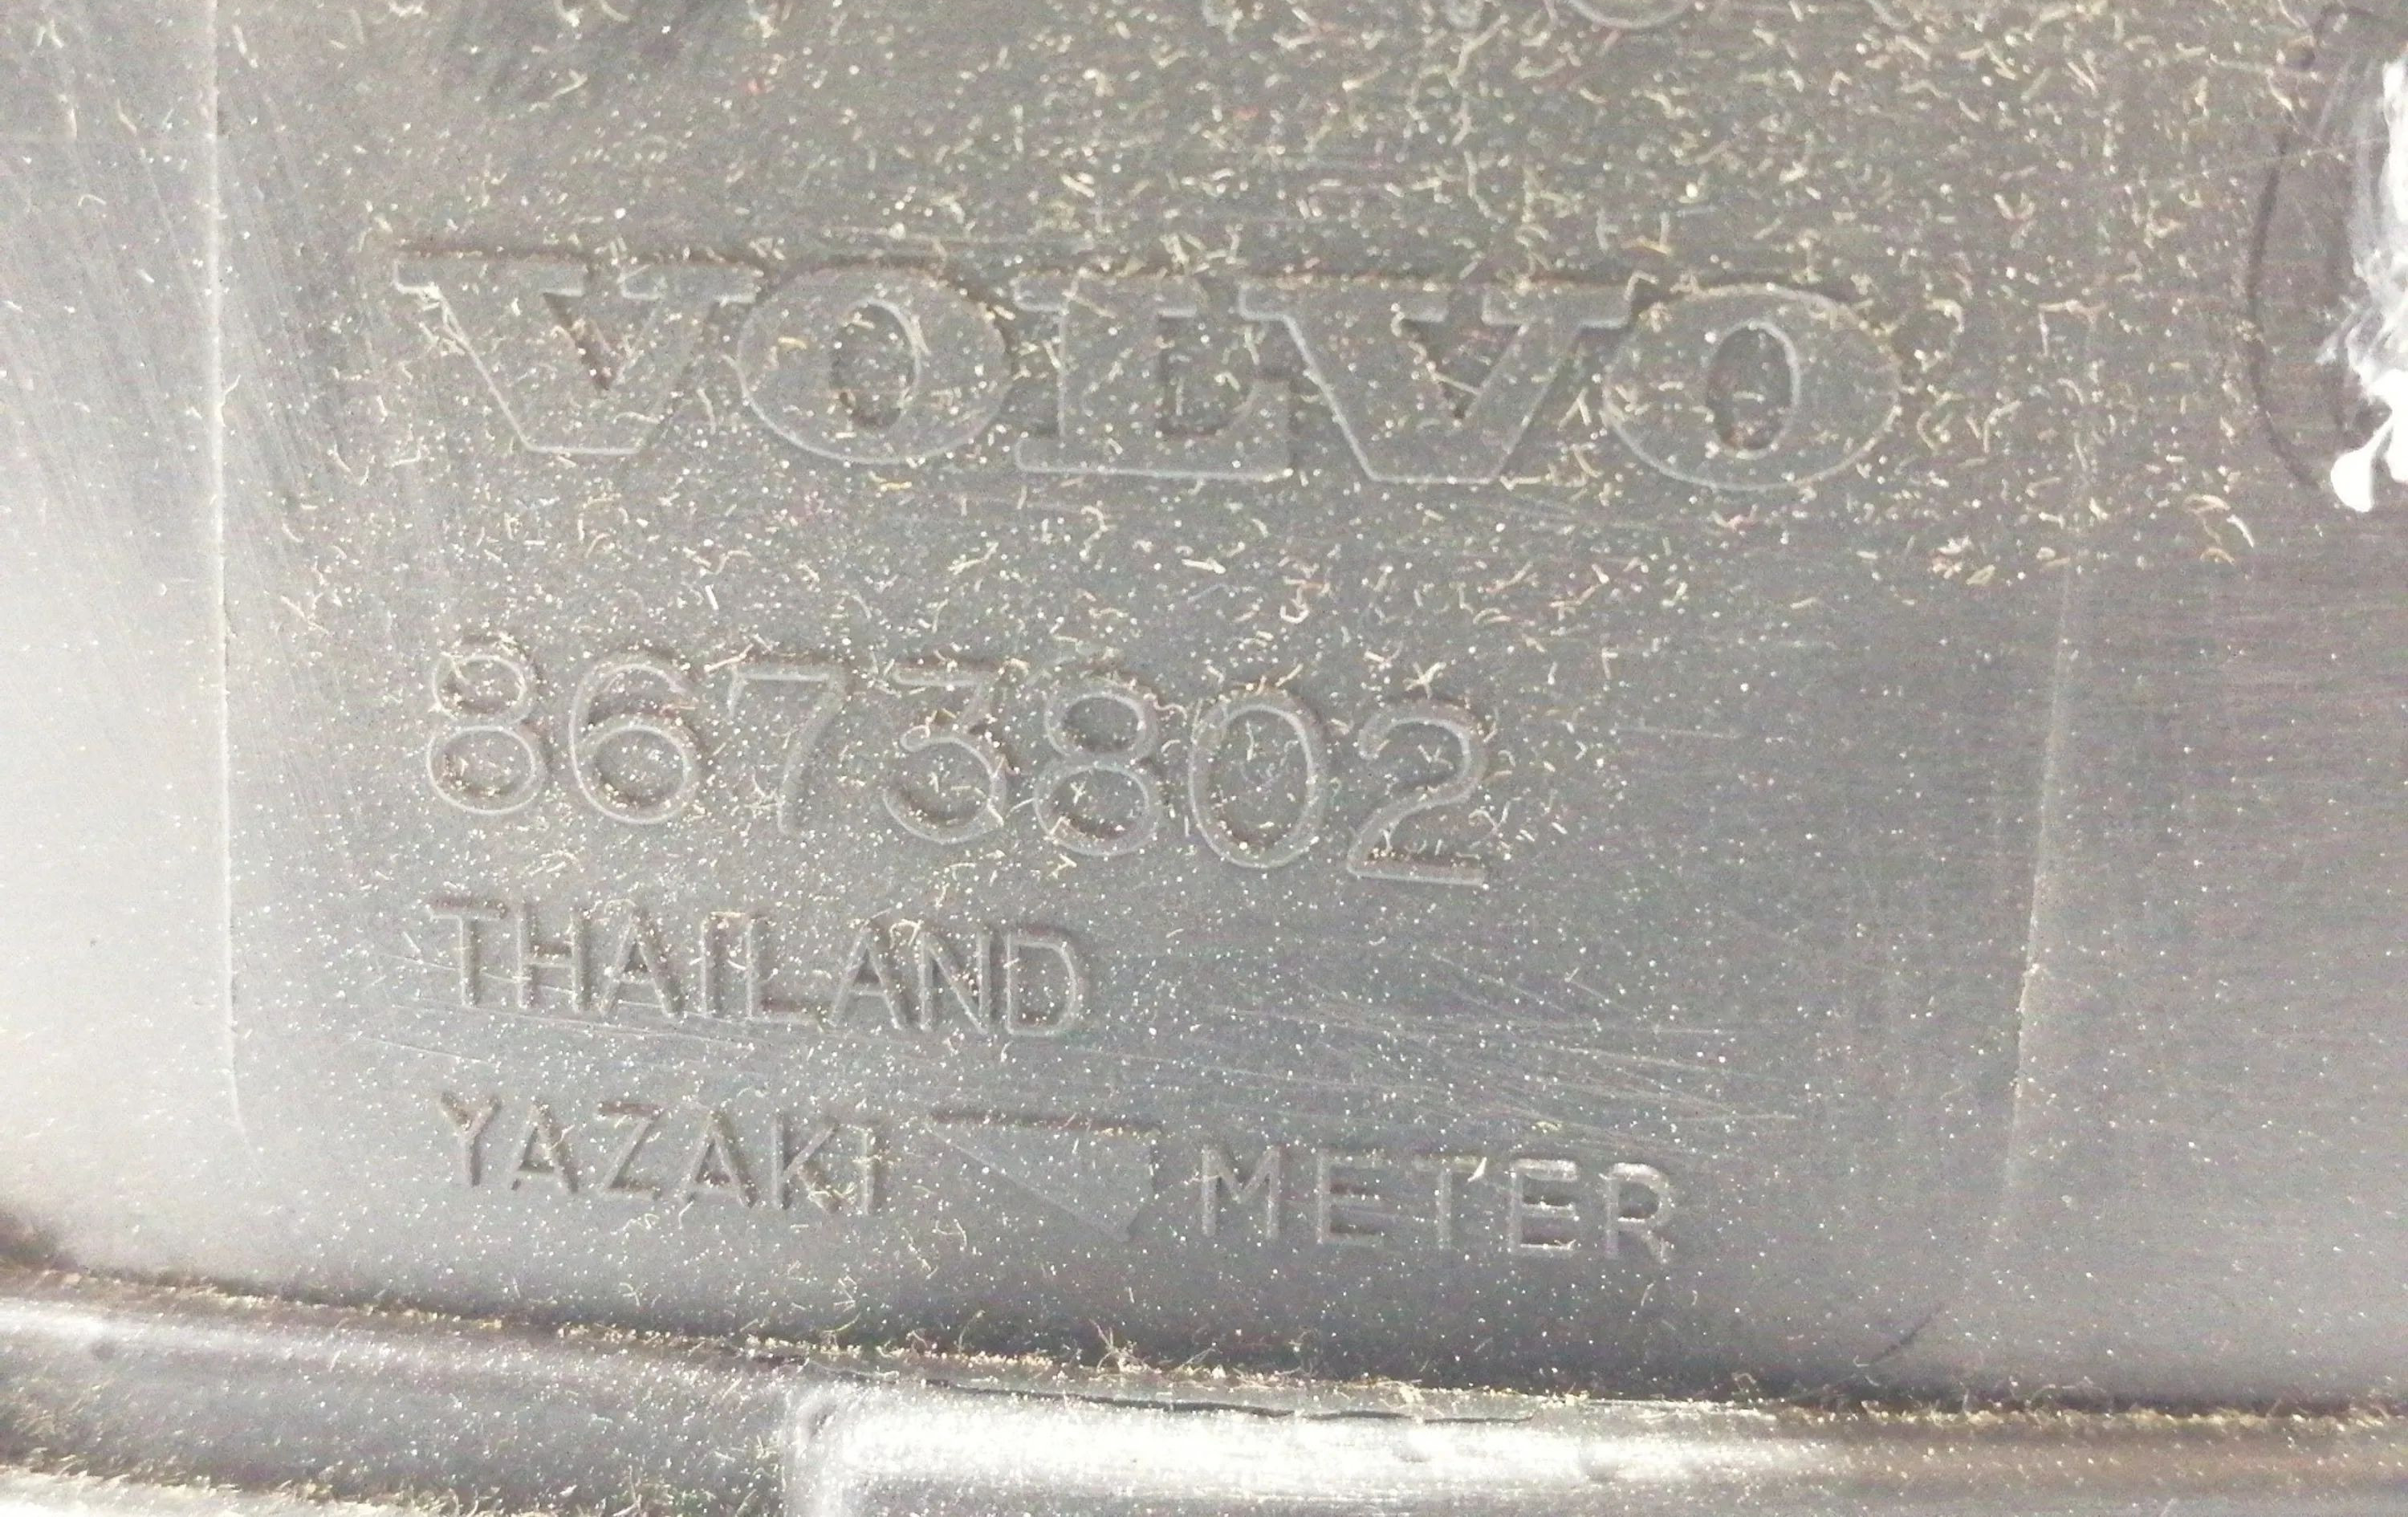 VOLVO
8673802
THAILAND
YAZAKI METER